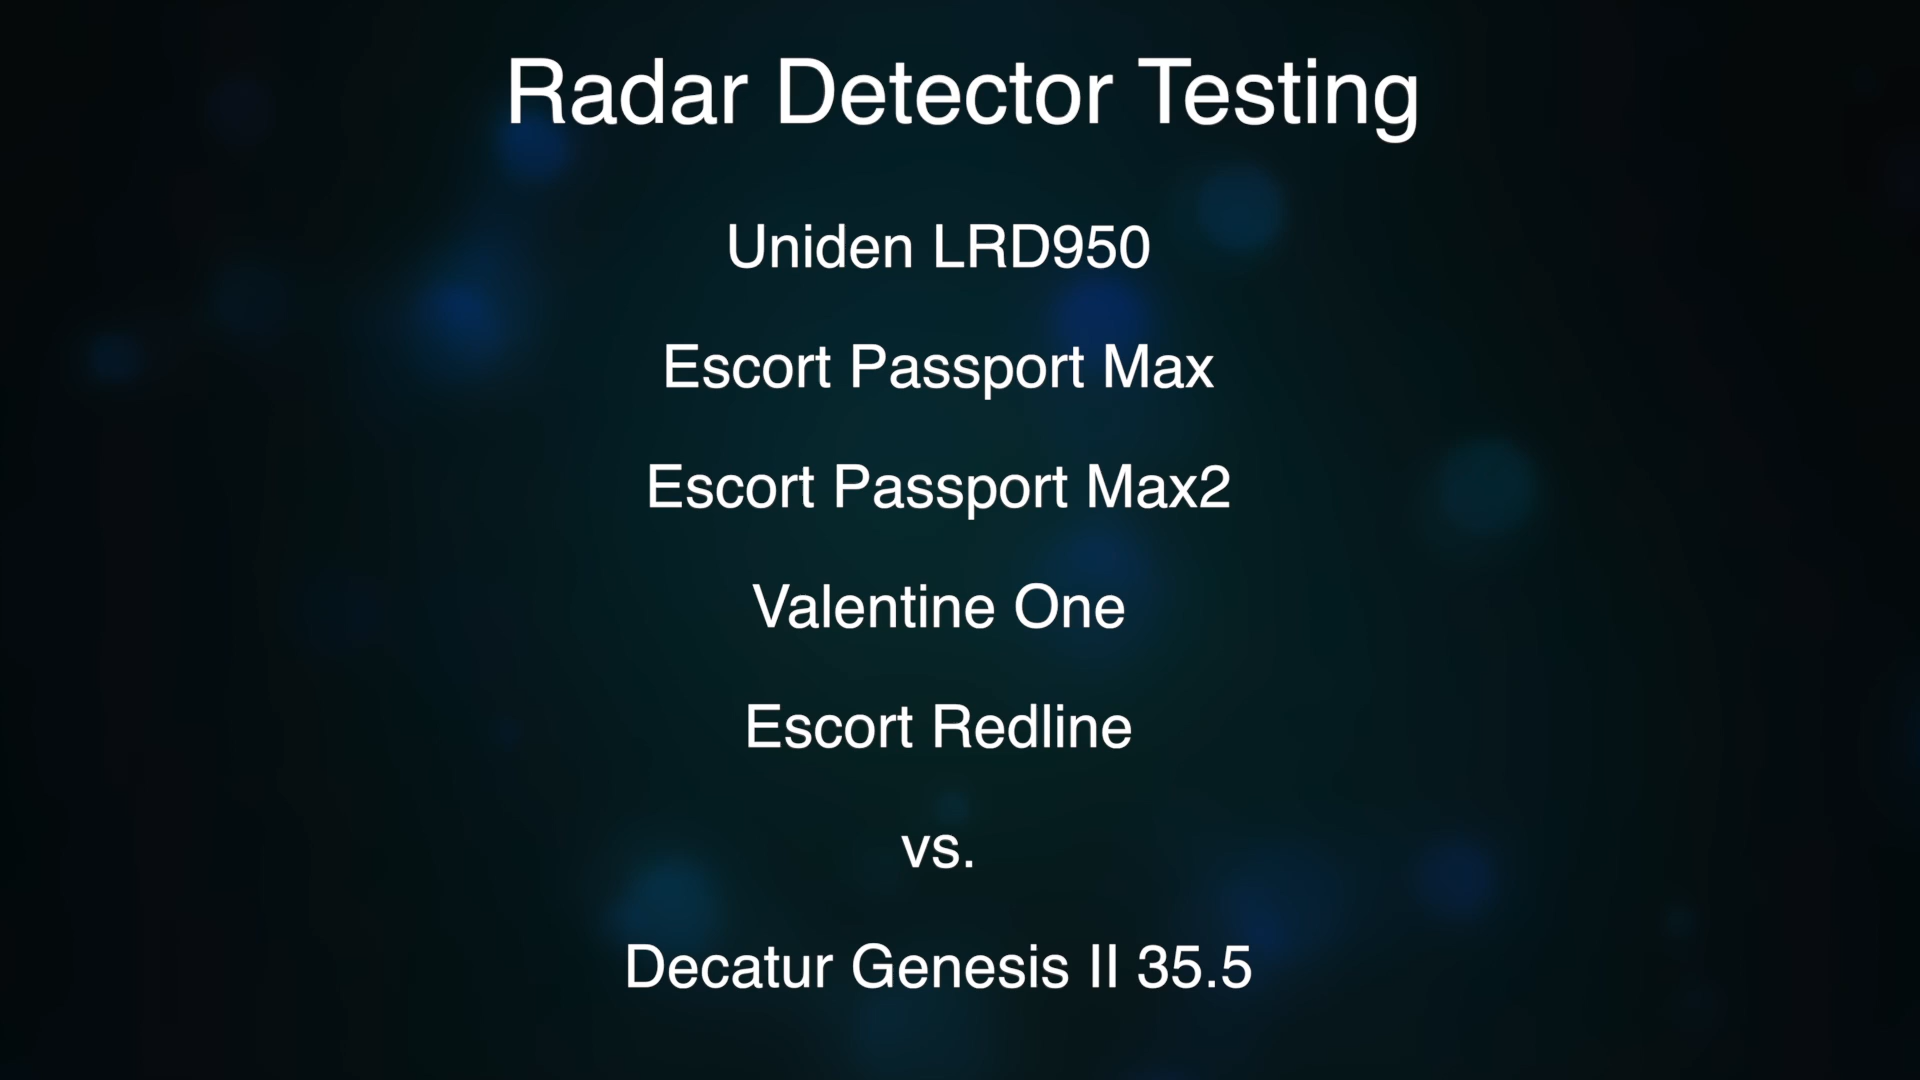 Radar Detector Testing
Uniden LRD950
Escort Passport Max
Escort Passport Max2
Valentine One
Escort Redline
vs.
Decatur Genesis II 35.5